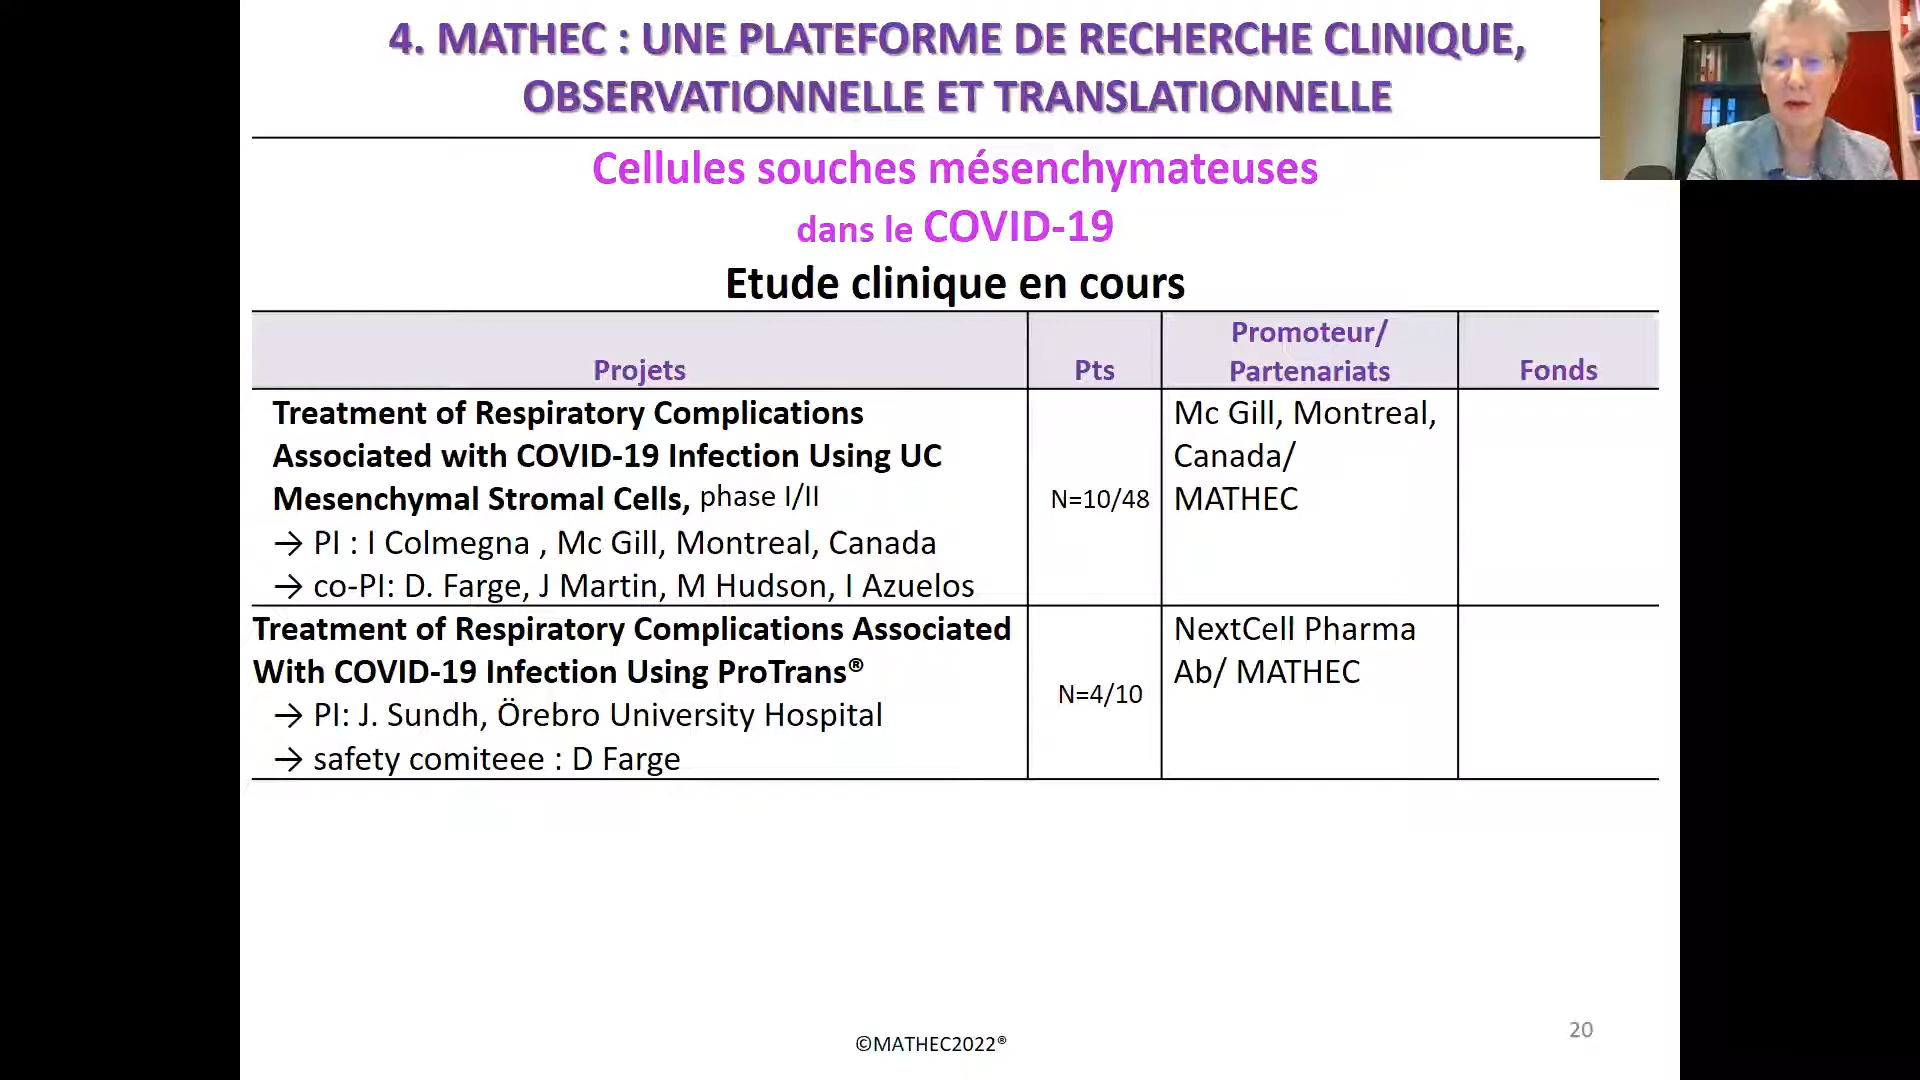 4. MATHEC : UNE PLATEFORME DE RECHERCHE CLINIQUE,
OBSERVATIONNELLE ET TRANSLATIONNELLE
Cellules souches mésenchymateuses
dans le COVID-19
Etude clinique en cours
Projets
Pts
Promoteur/
Partenariats
Fonds
Treatment of Respiratory Complications
Associated with COVID-19 Infection Using UC
Mesenchymal Stromal Cells, phase I/II
→ PI : I Colmegna , Mc Gill, Montreal, Canada
→ co-PI: D. Farge, J Martin, M Hudson, I Azuelos
N=10/48
Mc Gill, Montreal,
Canada/
MATHEC
Treatment of Respiratory Complications Associated
With COVID-19 Infection Using ProTrans®
→ PI: J. Sundh, Örebro University Hospital
→ safety comiteee : D Farge
N=4/10
NextCell Pharma
Ab/ MATHEC
©MATHEC2022®
20